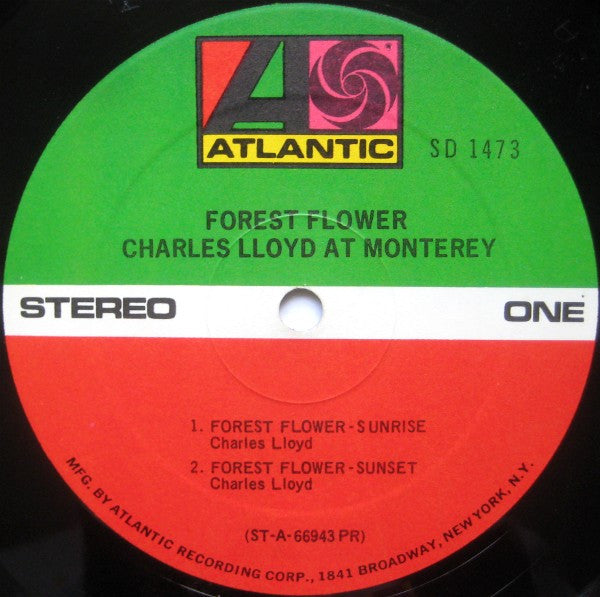 A
ATLANTIC
SD 1473
FOREST FLOWER
CHARLES LLOYD AT MONTEREY
STEREO
ONE
1. FOREST FLOWER-SUNRISE
Charles Lloyd
2. FOREST FLOWER-SUNSET
Charles Lloyd
(ST-A-66943 PR)
MFG. BY ATLANTIC RECORDING CORP., 1841 BROADWAY, NEW YORK, N.Y.